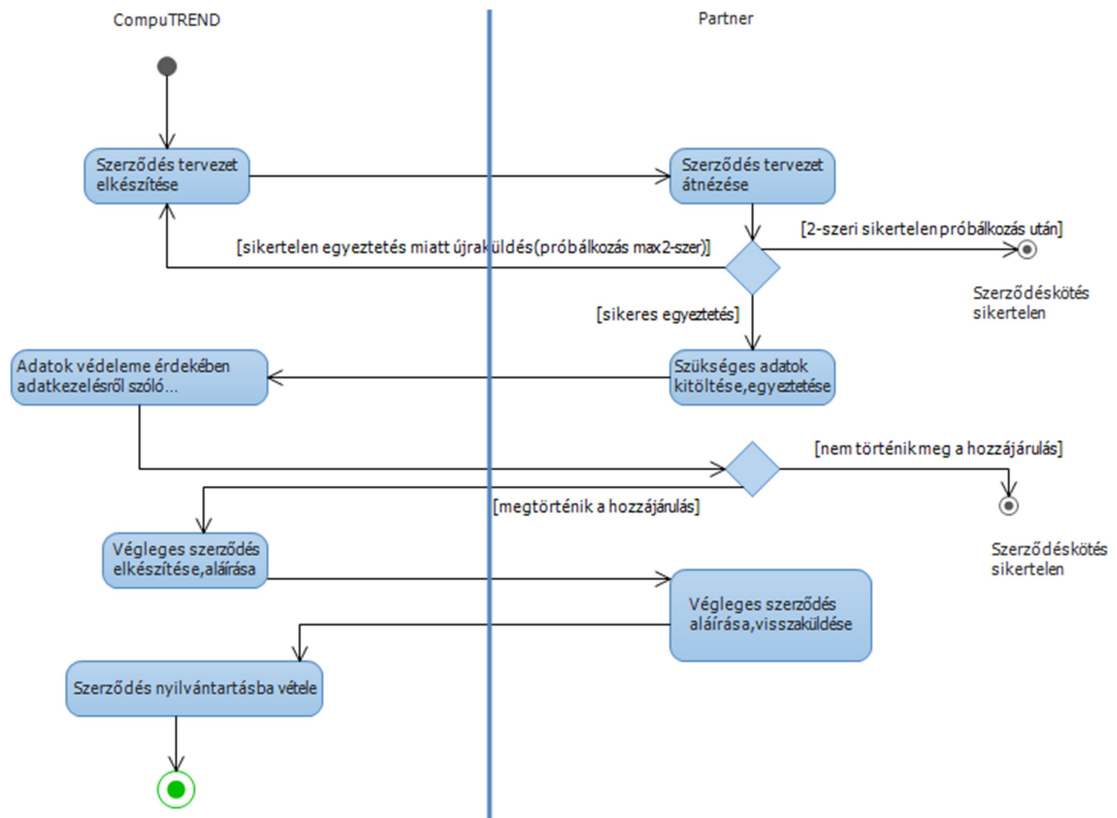 CompuTREND
Partner
Szerződés tervezet
elkészítése
Szerződés tervezet
átnézése
[2-szeri sikertelen próbálkozás után]
[sikertelen egyeztetés miatt újraküldés(próbálkozás max2-szer)]
Szerződéskötés
sikertelen
[sikeres egyeztetés]
Adatok védeleme érdekében
adatkezelésről szóló...
Szükséges adatok
kitöltése,egyeztetése
[nem történik meg a hozzájárulás]
[megtörténik a hozzájárulás]
Szerződéskötés
sikertelen
Végleges szerződés
elkészítése,aláírása
Végleges szerződés
aláírása,visszaküldése
Szerződés nyilvántartásba vétele